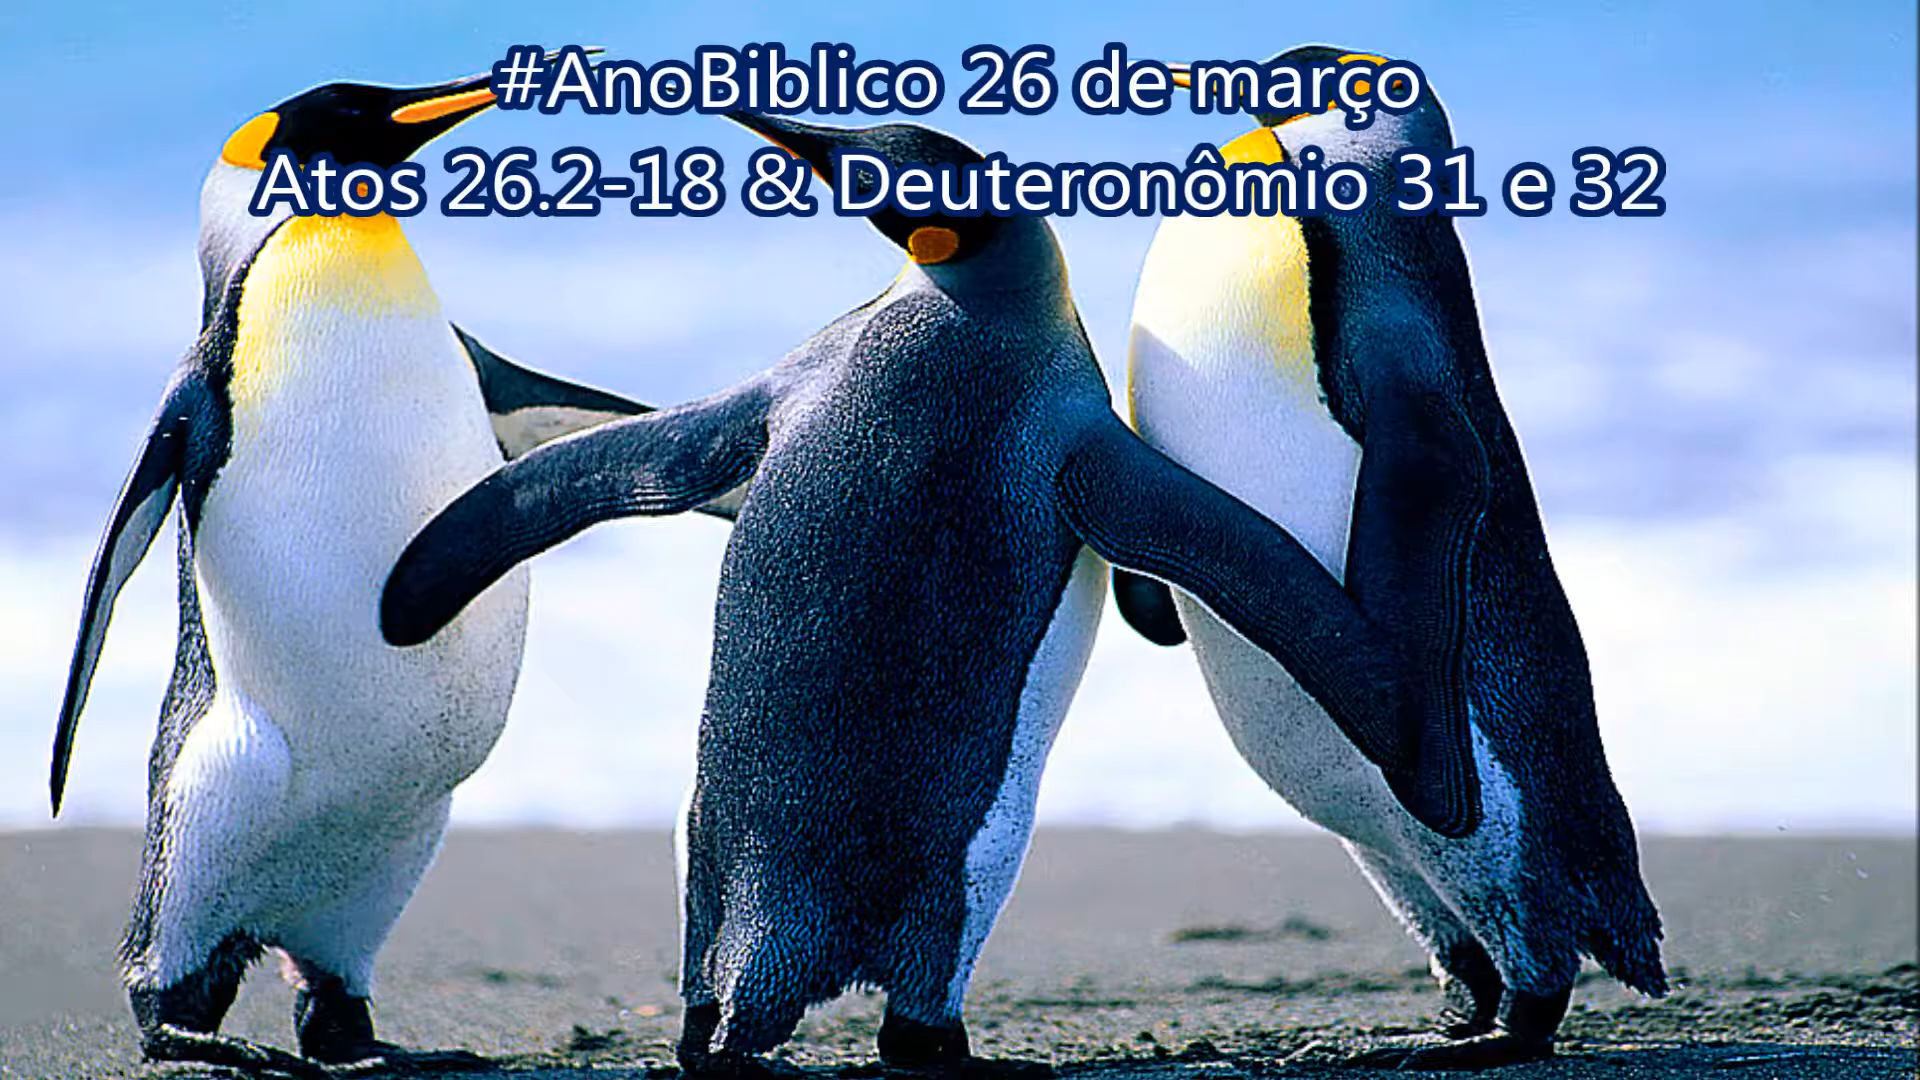 #AnoBiblico 26 de março
Atos 26.2-18 & Deuteronômio 31 e 32